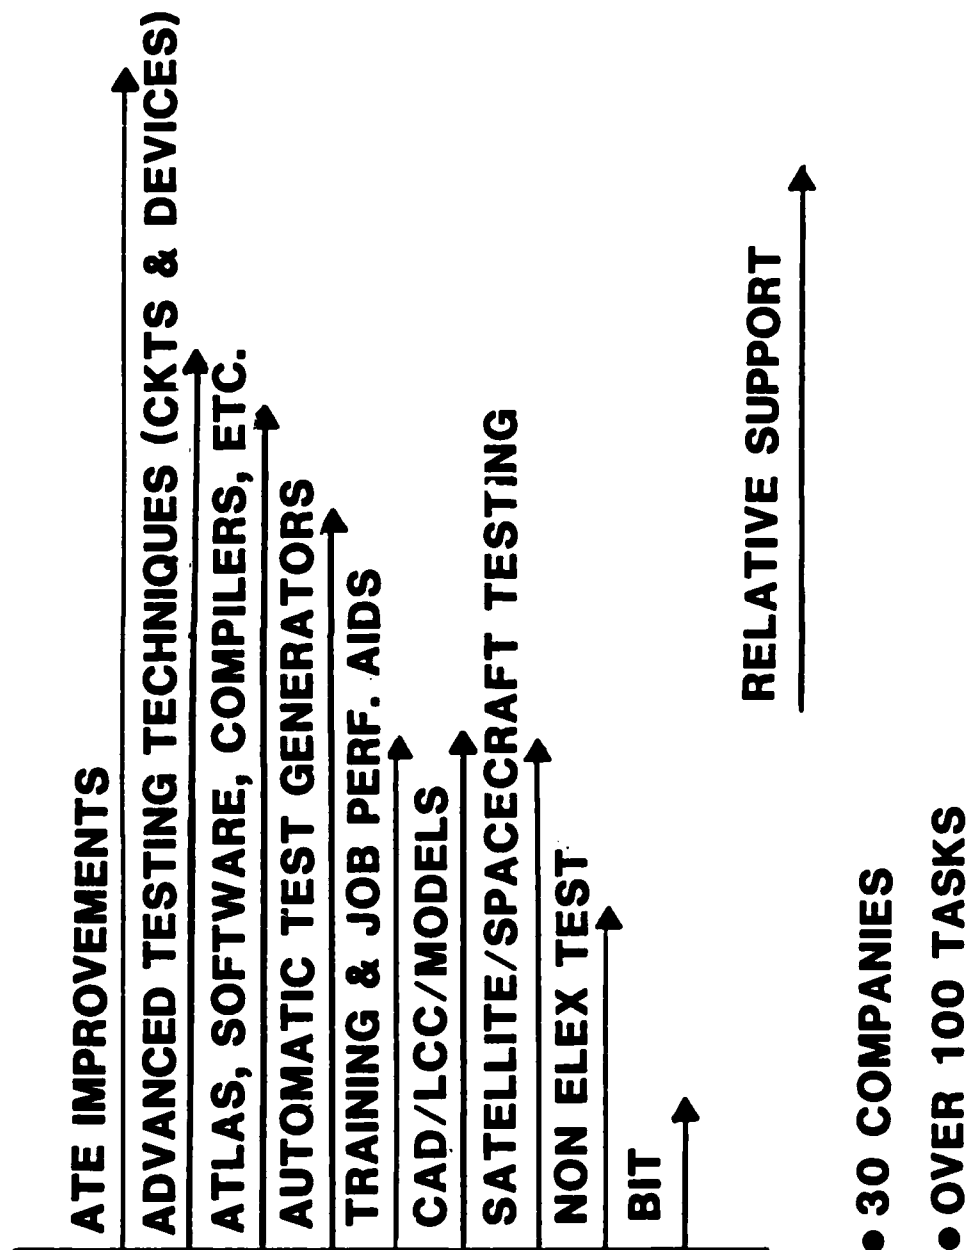 ATE IMPROVEMENTS
ADVANCED TESTING TECHNIQUES (CKTS & DEVICES)
ATLAS, SOFTWARE, COMPILERS, ETC.
AUTOMATIC TEST GENERATORS
TRAINING & JOB PERF. AIDS
CAD/LCC/MODELS
SATELLITE/SPACECRAFT TESTING
NON ELEX TEST
BIT
RELATIVE SUPPORT
● 30 COMPANIES
● OVER 100 TASKS